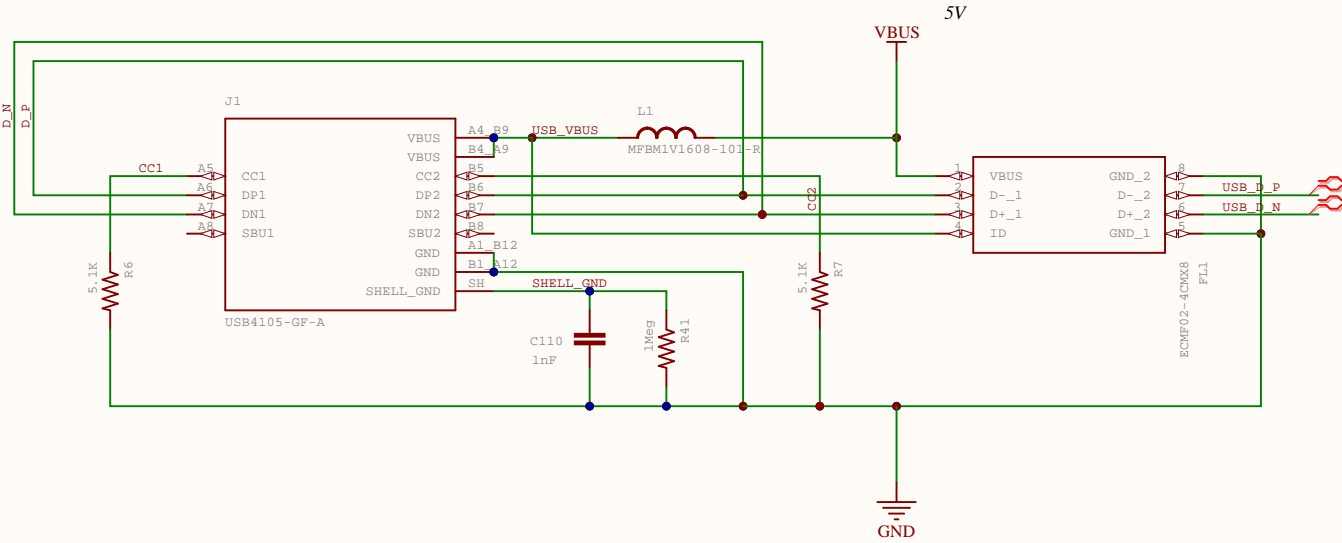 5V
VBUS
D_N
D_P
J1
L1
VBUS
A4_B9
USB_VBUS
MFBM1V1608-101-R
VBUS
B4_A9
CC1
A5
CC1
CC2
B5
1
VBUS
GND_2
8
A6
DP1
DP2
B6
CC2
2
D-_1
D-_2
7
USB_D_P
A7
DN1
DN2
B7
3
D+_1
D+_2
6
USB_D_N
A8
SBU1
SBU2
B8
4
ID
GND_1
5
GND
A1_B12
GND
B1_A12
SHELL_GND
SH
SHELL_GND
5.1K
R6
5.1K
R7
ECMF02-4CMX8
FL1
USB4105-GF-A
C110
1nF
1Meg
R41
GND